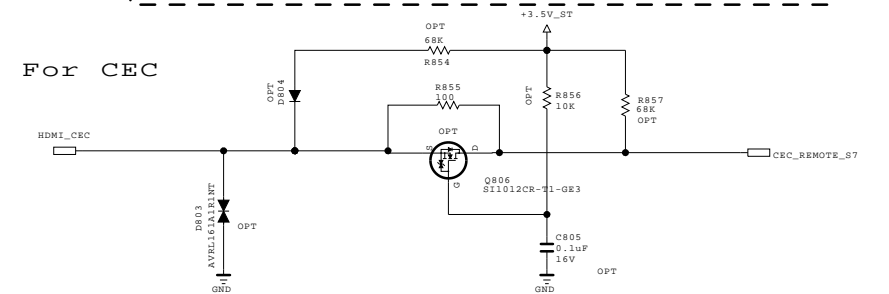 +3.5V_ST
OPT
68K
R854
For CEC
OPT
D804
R855
100
OPT
R856
10K
R857
68K
OPT
HDMI_CEC
OPT
S
D
G
CEC_REMOTE_S7
Q806
SI1012CR-T1-GE3
D803
AVRL161A1R1NT
OPT
C805
0.1uF
16V
OPT
GND
GND